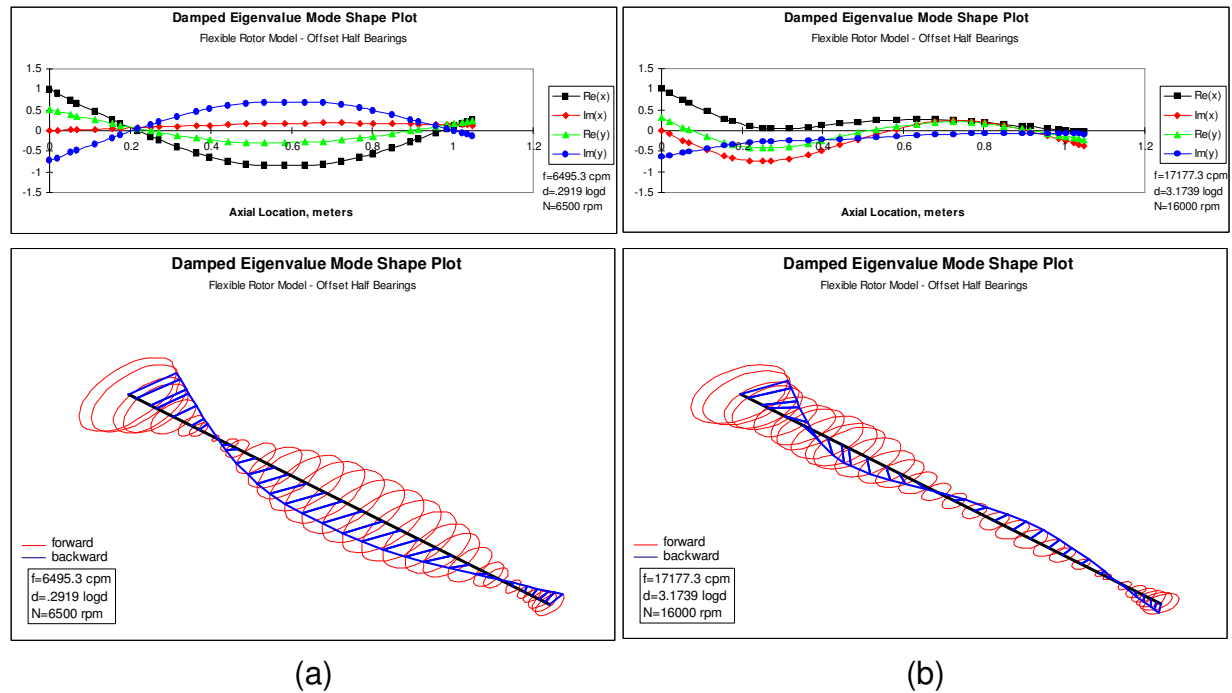 Damped Eigenvalue Mode Shape Plot
Flexible Rotor Model - Offset Half Bearings
1.5
1
0.5
0
-0.5
-1
-1.5
0
0.2
0.4
0.6
0.8
1
1.2
Axial Location, meters
Re(x)
Im(x)
Re(y)
Im(y)
f=6495.3 cpm
d=.2919 logd
N=6500 rpm
Damped Eigenvalue Mode Shape Plot
Flexible Rotor Model - Offset Half Bearings
1.5
1
0.5
0
-0.5
-1
-1.5
0
0.2
0.4
0.6
0.8
1
1.2
Axial Location, meters
Re(x)
Im(x)
Re(y)
Im(y)
f=17177.3 cpm
d=3.1739 logd
N=16000 rpm
Damped Eigenvalue Mode Shape Plot
Flexible Rotor Model - Offset Half Bearings
forward
backward
f=6495.3 cpm
d=.2919 logd
N=6500 rpm
Damped Eigenvalue Mode Shape Plot
Flexible Rotor Model - Offset Half Bearings
forward
backward
f=17177.3 cpm
d=3.1739 logd
N=16000 rpm
(a)
(b)